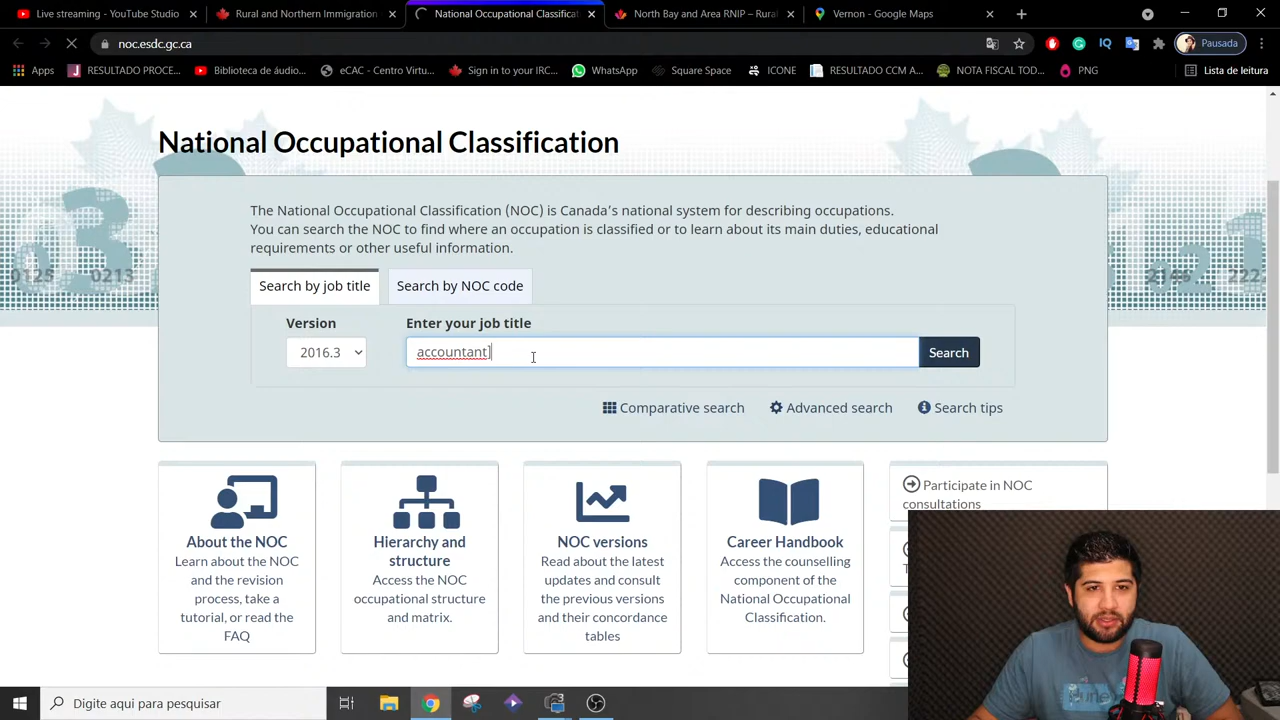 Live streaming - YouTube Studio
Rural and Northern Immigration
National Occupational Classificat
North Bay and Area RNIP – Rural
Vernon - Google Maps
noc.esdc.gc.ca
IQ
Pausada
Apps
RESULTADO PROCE...
Biblioteca de áudio...
eCAC - Centro Virtu...
Sign in to your IRC...
WhatsApp
Square Space
ICONE
RESULTADO CCM A...
NOTA FISCAL TOD...
PNG
Lista de leitura
National Occupational Classification
The National Occupational Classification (NOC) is Canada's national system for describing occupations.
You can search the NOC to find where an occupation is classified or to learn about its main duties, educational
requirements or other useful information.
0125 0213
Search by job title
Search by NOC code
Version
Enter your job title
2016.3
accountant]
Search
Comparative search
Advanced search
Search tips
About the NOC
Learn about the NOC
and the revision
process, take a
tutorial, or read the
FAQ
Hierarchy and
structure
Access the NOC
occupation structure
and matrix.
NOC versions
Read about the latest
updates and consult
the previous versions
and their concordance
tables
Career Handbook
Access the counselling
component of the
National Occupational
Classification.
Participate in NOC
consultations
Digite aqui para pesquisar